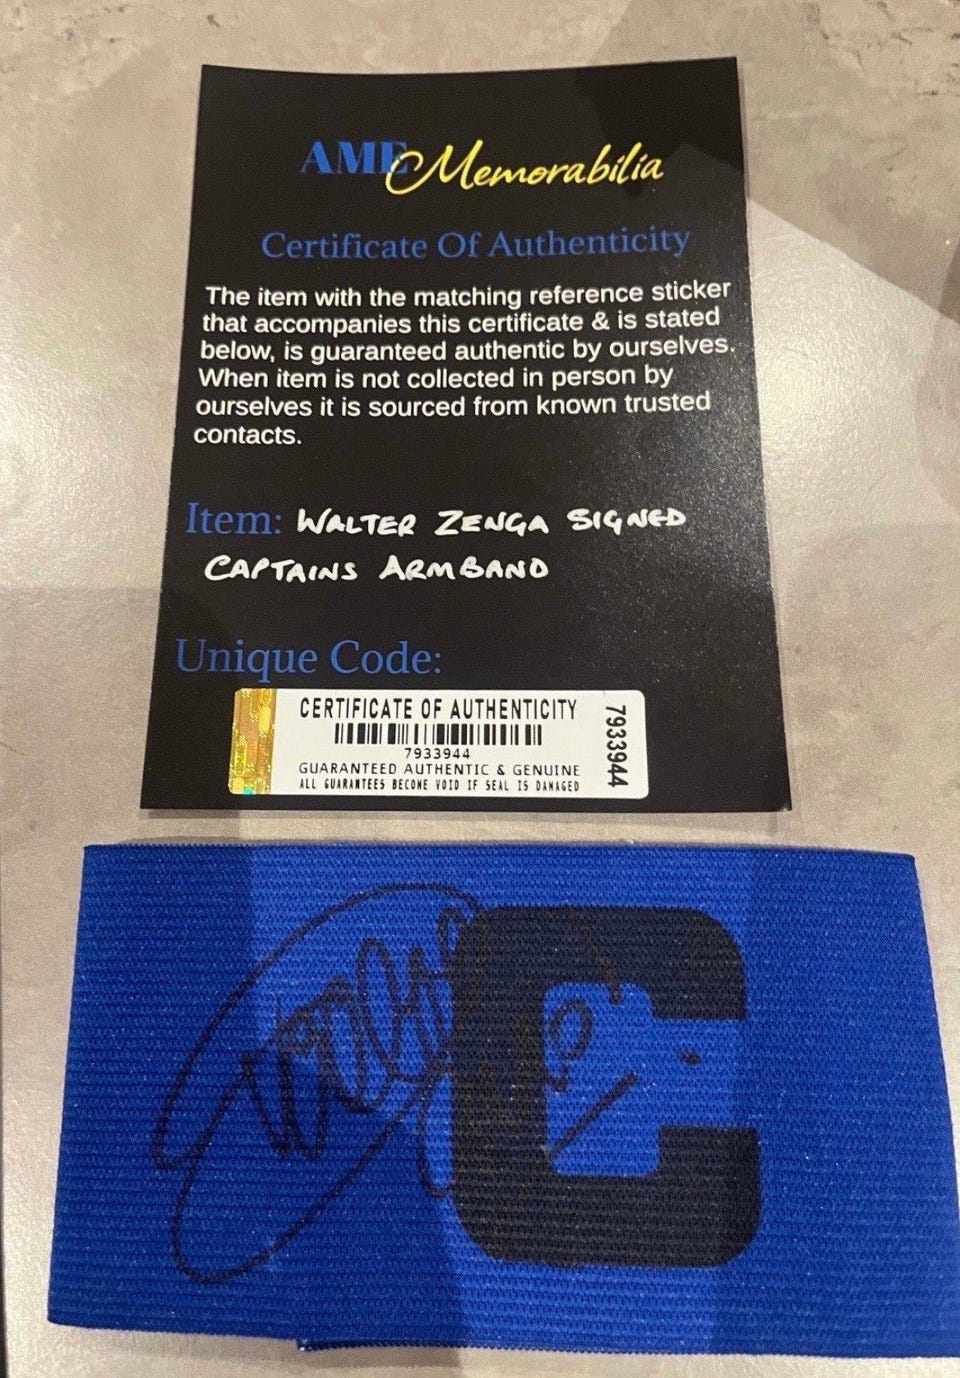 AME Memorabilia
Certificate Of Authenticity
The item with the matching reference sticker
that accompanies this certificate & is stated
below, is guaranteed authentic by ourselves.
When item is not collected in person by
ourselves it is sourced from known trusted
contacts.
Item: WALTER ZENGA SIGNED
CAPTAINS ARMBAND
Unique Code:
CERTIFICATE OF AUTHENTICITY
7933944
GUARANTEED AUTHENTIC & GENUINE
ALL GUARANTEES BECOME VOID IF SEAL IS DAMAGED
7933944
C